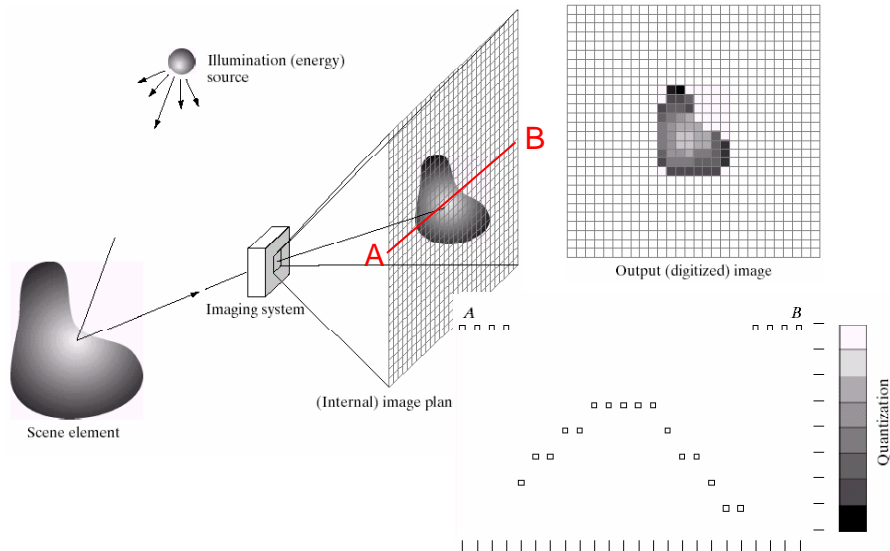 Illumination (energy)
source
B
A
Imaging system
Output (digitized) image
A
B
(Internal) image plan
Scene element
Quantization